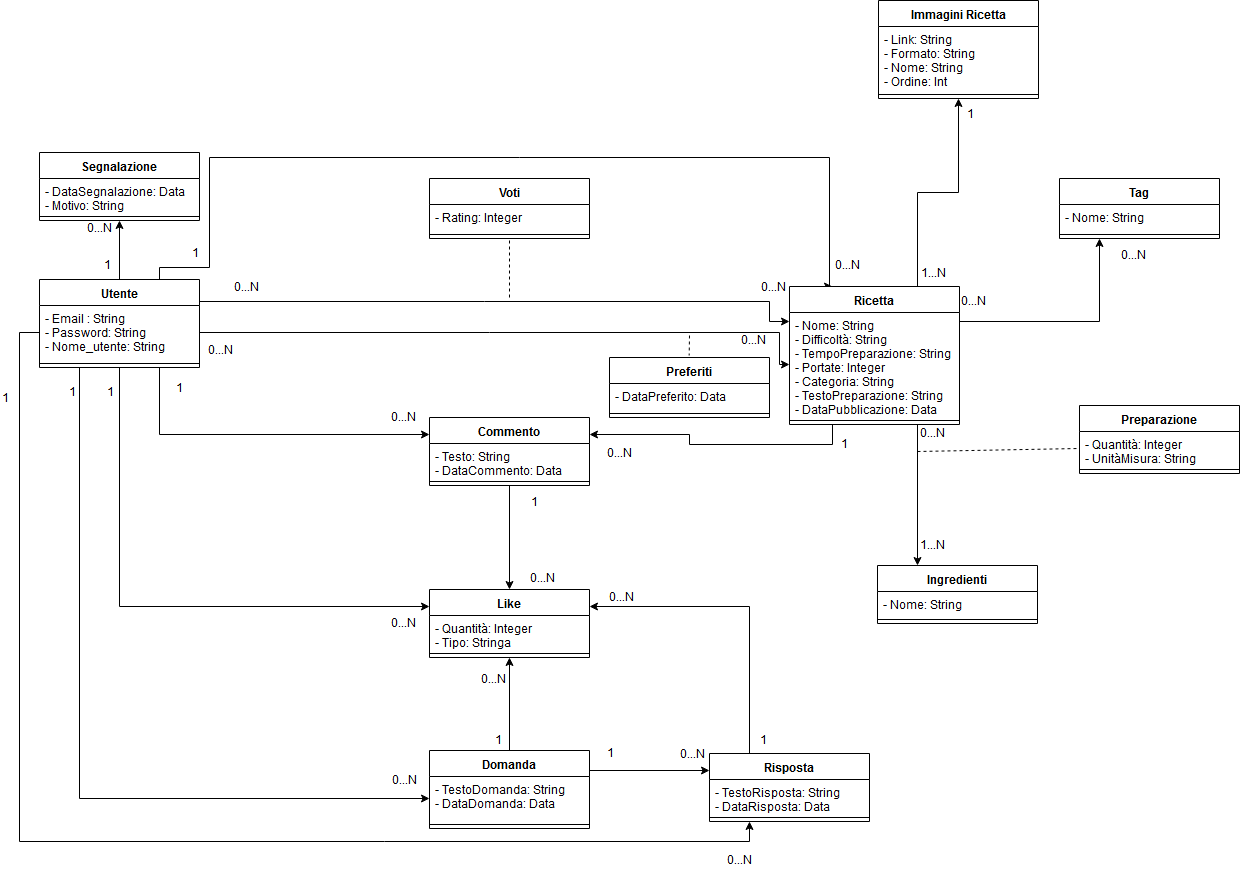 Immagini Ricetta
- Link: String
- Formato: String
- Nome: String
- Ordine: Int
1
Segnalazione
- DataSegnalazione: Data
- Motivo: String
0...N
1
1
Voti
- Rating: Integer
Tag
- Nome: String
0...N
0...N
1...N
Utente
- Email : String
- Password: String
- Nome_utente: String
0...N
0...N
0...N
0...N
0...N
Ricetta
- Nome: String
- Difficoltà: String
- TempoPreparazione: String
- Portate: Integer
- Categoria: String
- TestoPreparazione: String
- DataPubblicazione: Data
Preferiti
- DataPreferito: Data
1
1
1
1
0...N
Commento
- Testo: String
- DataCommento: Data
0...N
1
0...N
Preparazione
- Quantità: Integer
- UnitàMisura: String
1
1...N
Ingredienti
- Nome: String
0...N
Like
- Quantità: Integer
- Tipo: Stringa
0...N
0...N
0...N
1
1
1
0...N
0...N
Domanda
- TestoDomanda: String
- DataDomanda: Data
Risposta
- TestoRisposta: String
- DataRisposta: Data
0...N